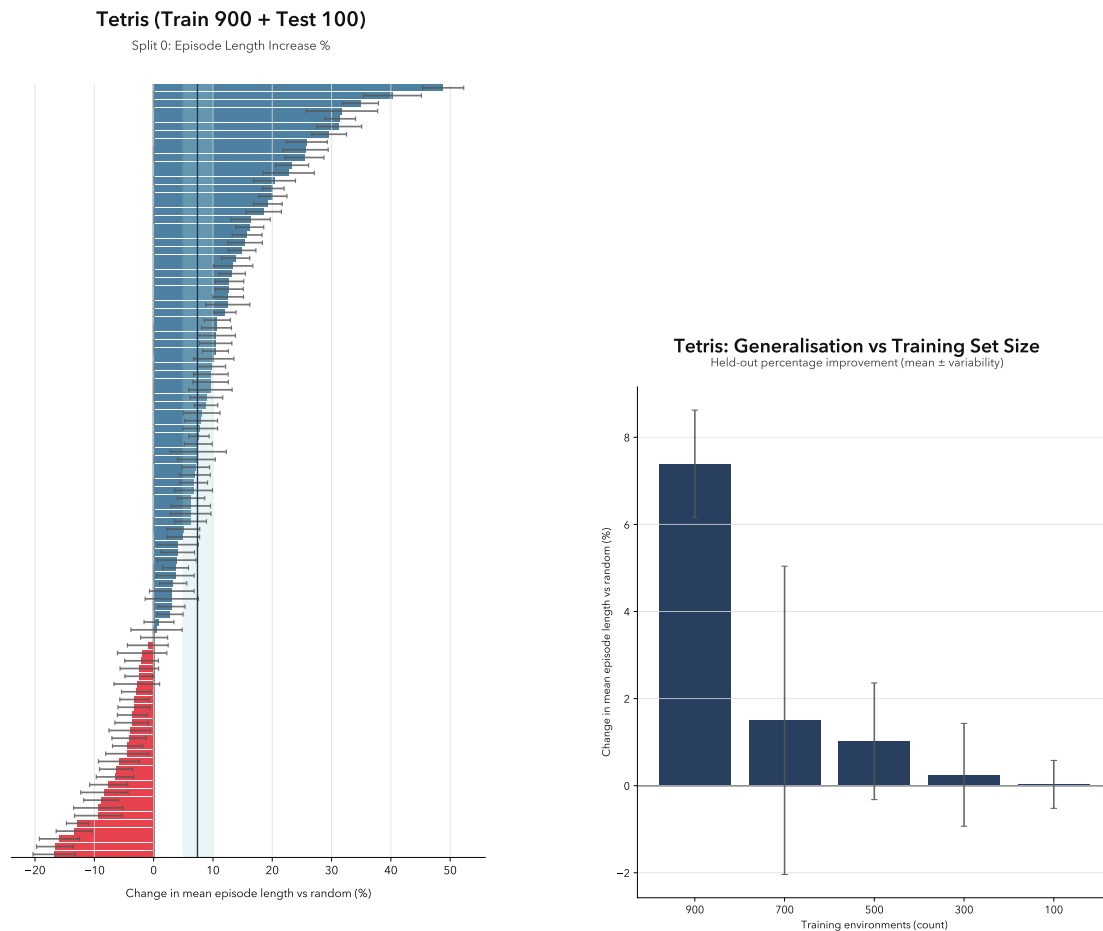 Tetris (Train 900 + Test 100)
Split 0: Episode Length Increase %
−20 −10 0 10 20 30 40 50
Change in mean episode length vs random (%)
Tetris: Generalisation vs Training Set Size
Held-out percentage improvement (mean ± variability)
Change in mean episode length vs random (%)
8
6
4
2
0
−2
900 700 500 300 100
Training environments (count)